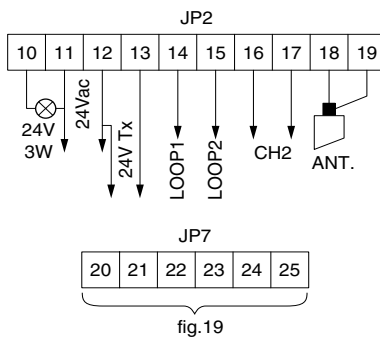 JP2
10 11 12 13 14 15 16 17 18 19
24V
3W
24Vac
24V Tx
LOOP1
LOOP2
CH2
ANT.
JP7
20 21 22 23 24 25
fig.19